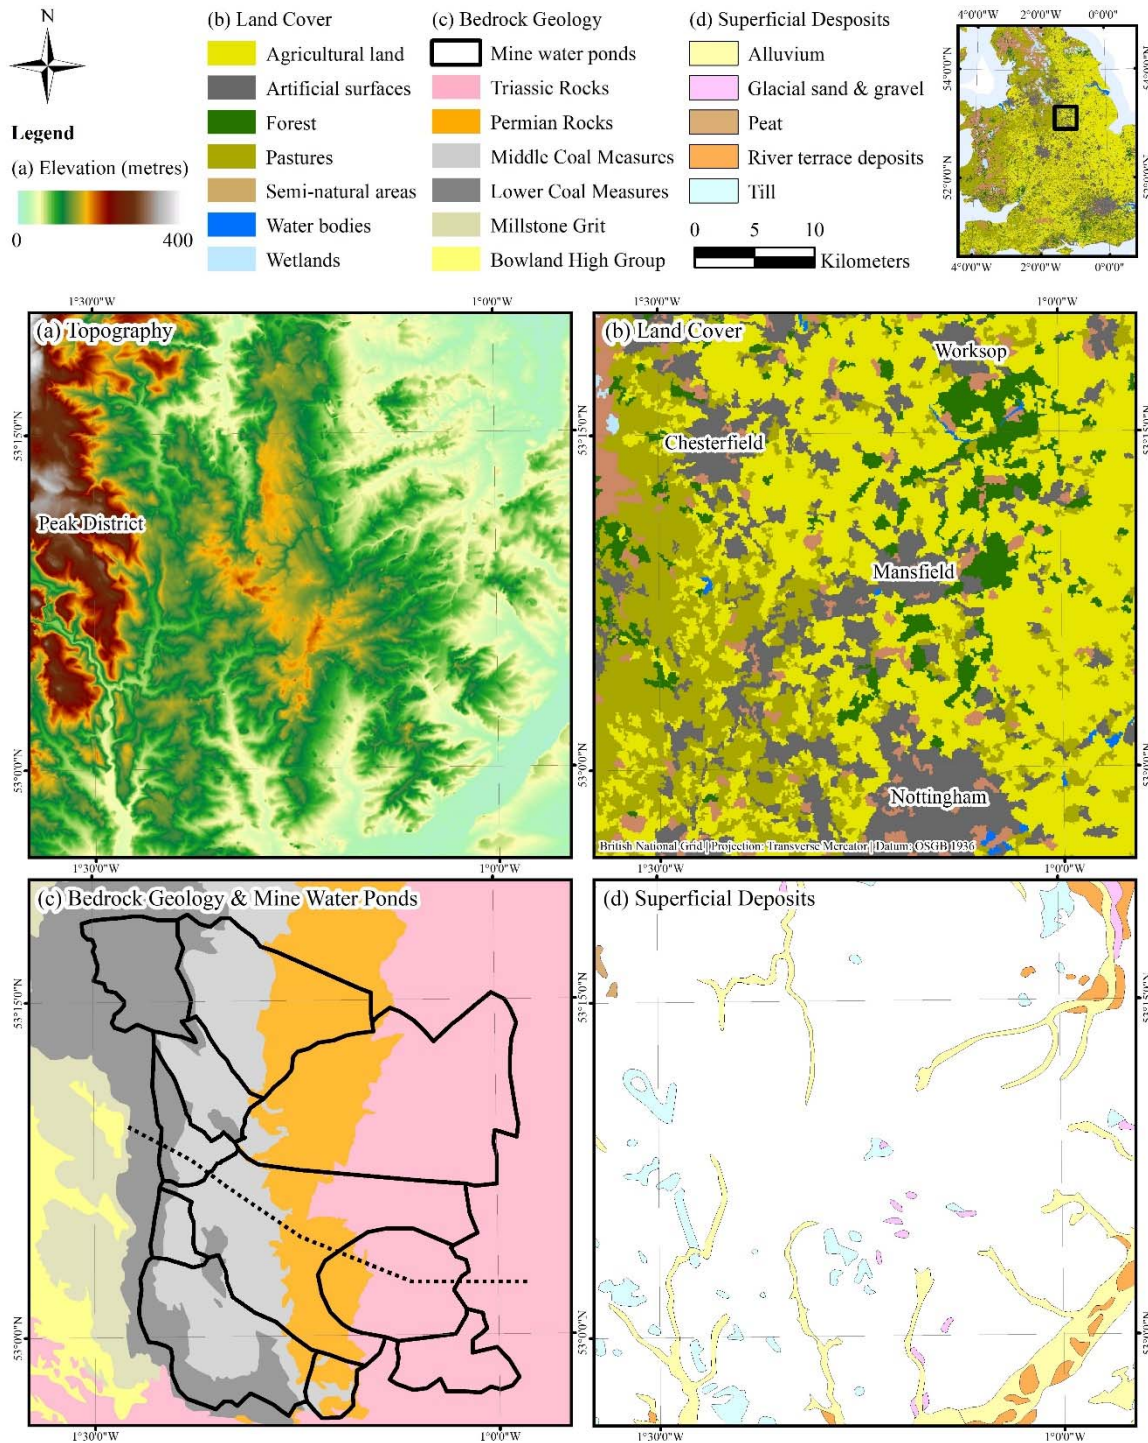 N
Legend
(a) Elevation (metres)
0 400
(b) Land Cover
Agricultural land
Artificial surfaces
Forest
Pastures
Semi-natural areas
Water bodies
Wetlands
(c) Bedrock Geology
Mine water ponds
Triassic Rocks
Permian Rocks
Middle Coal Measures
Lower Coal Measures
Millstone Grit
Bowland High Group
(d) Superficial Desposits
Alluvium
Glacial sand & gravel
Peat
River terrace deposits
Till
0 5 10
Kilometers
4°0'0"W 2°0'0"W 0°0'0"
54°0'0"N
52°0'0"N
4°0'0"W 2°0'0"W 0°0'0"
1°30'0"W 1°0'0"W
(a) Topography
53°15'0"N
Peak District
53°0'0"N
1°30'0"W 1°0'0"W
1°30'0"W 1°0'0"W
(b) Land Cover
Worksop
53°15'0"N
Chesterfield
Mansfield
53°0'0"N
Nottingham
British National Grid | Projection: Transverse Mercator | Datum: OSGB 1936
1°30'0"W 1°0'0"W
(c) Bedrock Geology & Mine Water Ponds
53°15'0"N
53°0'0"N
1°30'0"W 1°0'0"W
(d) Superficial Deposits
53°15'0"N
53°0'0"N
1°30'0"W 1°0'0"W